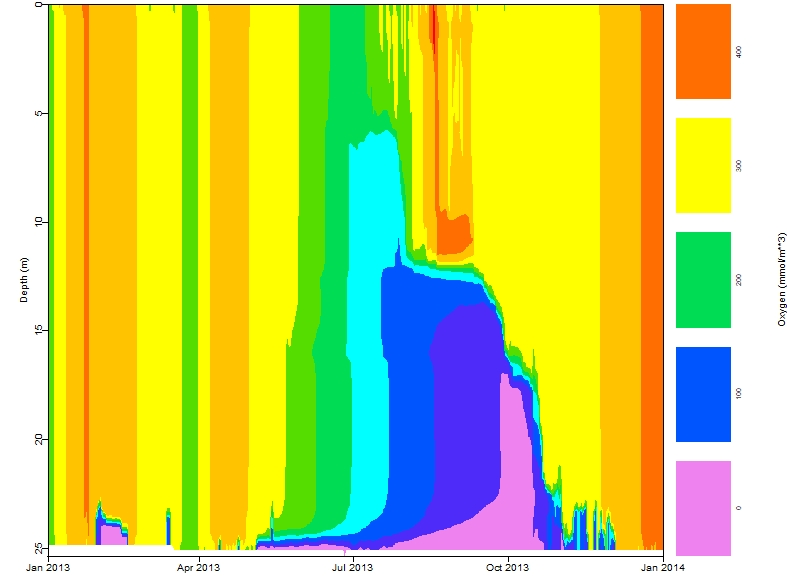 0
5
10
15
20
25
Depth (m)
Jan 2013
Apr 2013
Jul 2013
Oct 2013
Jan 2014
400
300
200
100
0
Oxygen (mmol/m**3)